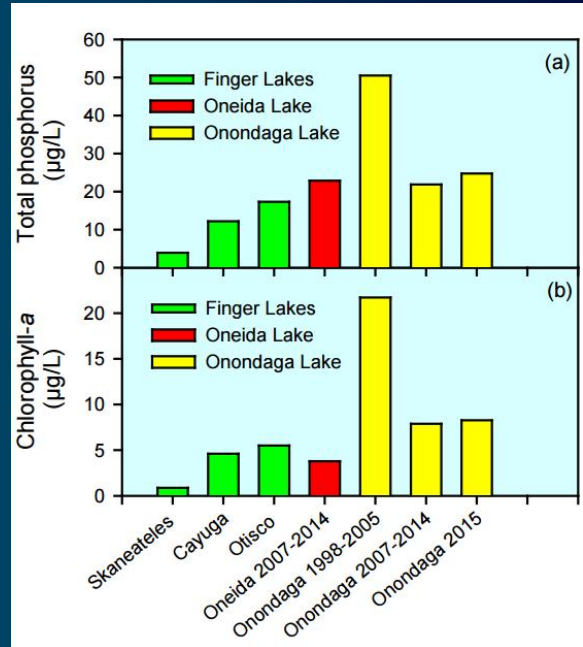 60
50
40
30
20
10
0
Total phosphorus
(µg/L)
(a)
Finger Lakes
Oneida Lake
Onondaga Lake
20
15
10
5
0
Chlorophyll-a
(µg/L)
(b)
Finger Lakes
Oneida Lake
Onondaga Lake
Skaneateles
Cayuga
Otisco
Oneida 2007-2014
Onondaga 1998-2005
Onondaga 2007-2014
Onondaga 2015